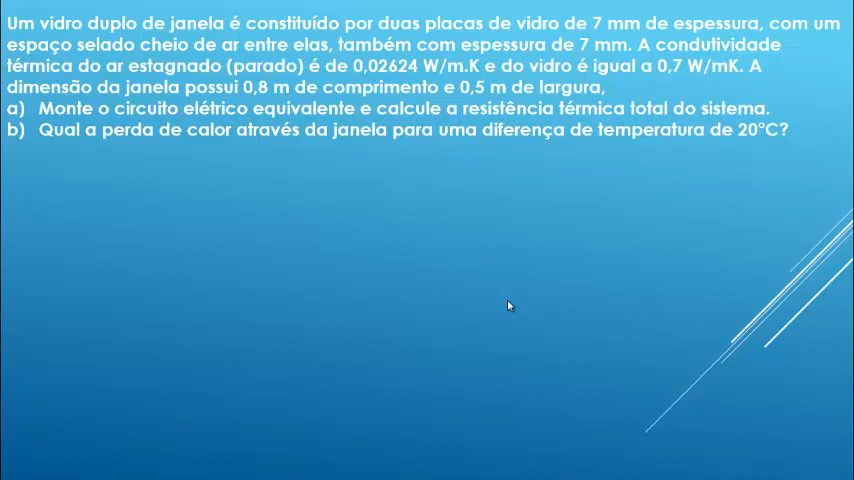 Um vidro duplo de janela é constituído por duas placas de vidro de 7 mm de espessura, com um
espaço selado cheio de ar entre elas, também com espessura de 7 mm. A condutividade
térmica do ar estagnado (parado) é de 0,02624 W/m.K e do vidro é igual a 0,7 W/mK. A
dimensão da janela possui 0,8 m de comprimento e 0,5 m de largura,
a) Monte o circuito elétrico equivalente e calcule a resistência térmica total do sistema.
b) Qual a perda de calor através da janela para uma diferença de temperatura de 20°C?